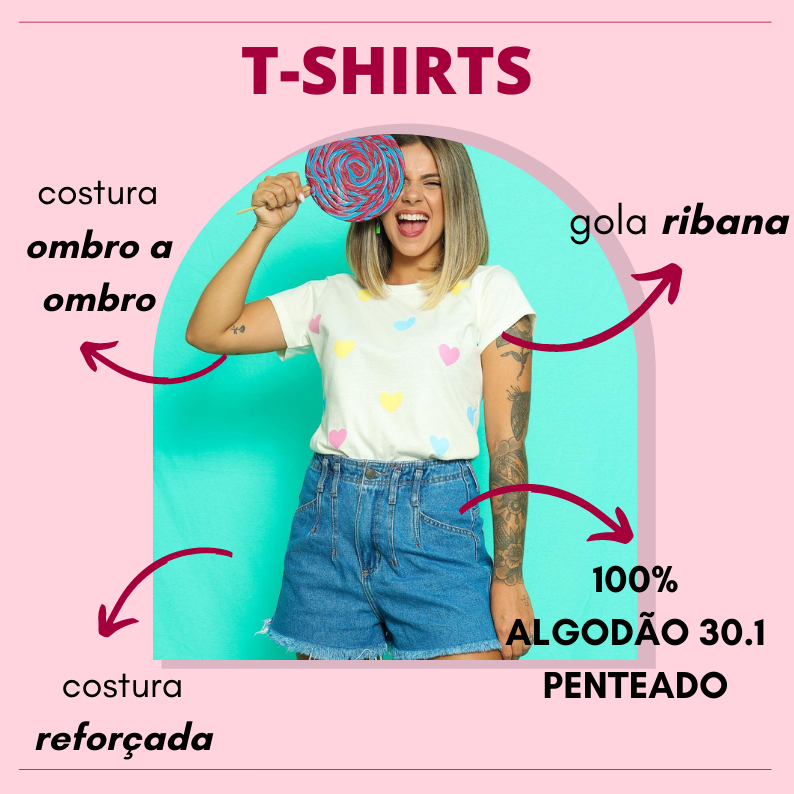 T-SHIRTS
costura
ombro a
ombro
gola ribana
100%
ALGODÃO 30.1
PENTEADO
costura
reforçada